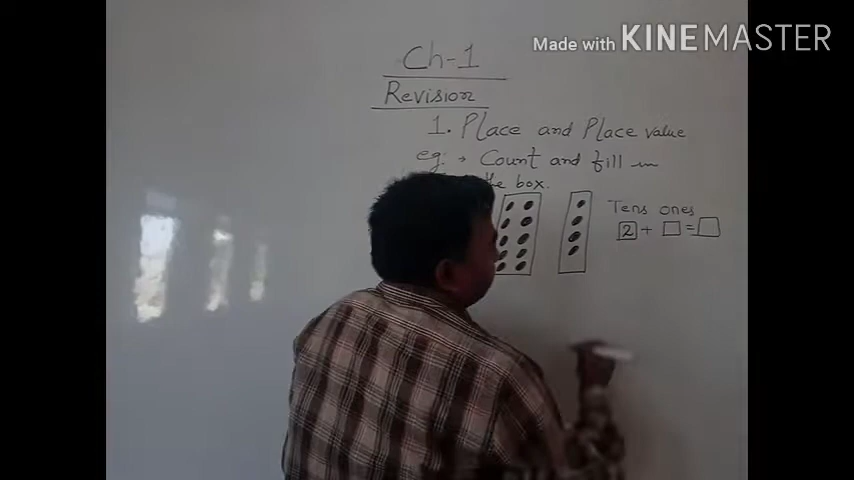 Made with KINEMASTER
Ch-1
Revision
1. Place and Place value
eg: → Count and fill in
the box.
Tens ones
2 + □ = □